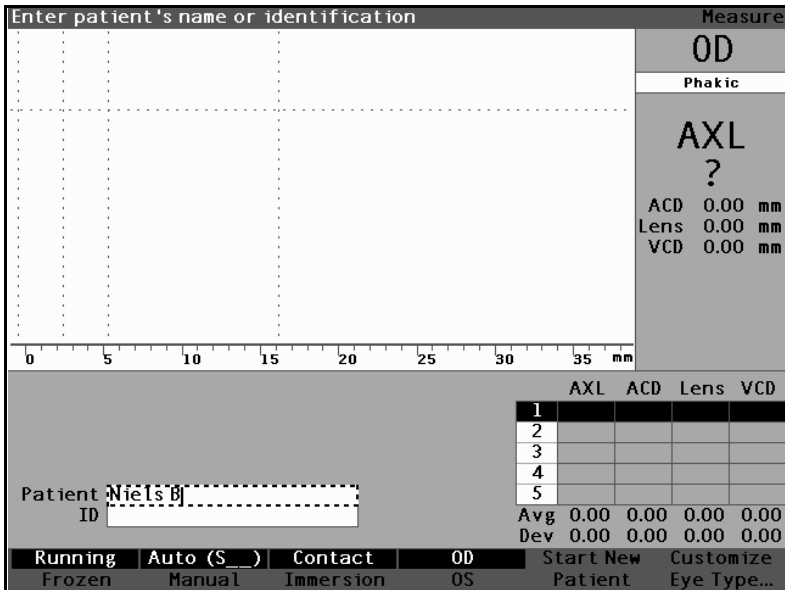 Enter patient's name or identification Measure
OD
Phakic
AXL
?
ACD 0.00 mm
Lens 0.00 mm
VCD 0.00 mm
0 5 10 15 20 25 30 35 mm
AXL ACD Lens VCD
1
2
3
4
5
Patient Niels B
ID
Avg 0.00 0.00 0.00 0.00
Dev 0.00 0.00 0.00 0.00
Running Auto (S__) Contact OD Start New Customize
Frozen Manual Immersion OS Patient Eye Type...